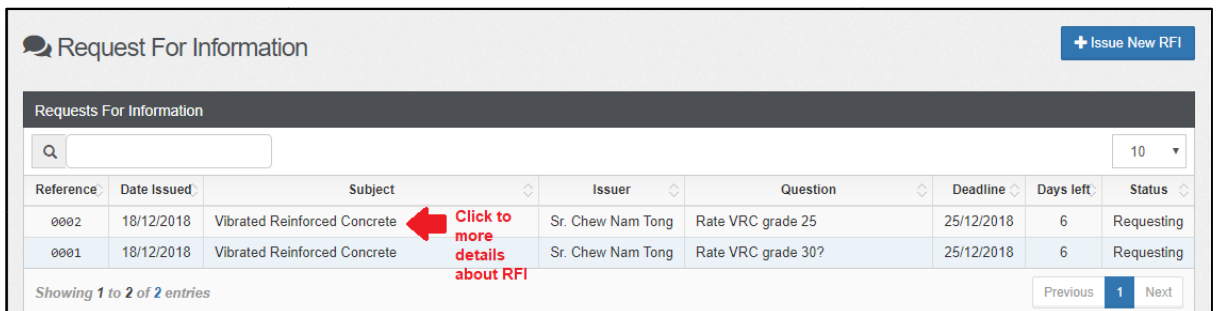 Request For Information
+ Issue New RFI
Requests For Information
10
Reference Date Issued Subject Issuer Question Deadline Days left Status
0002 18/12/2018 Vibrated Reinforced Concrete Sr. Chew Nam Tong Rate VRC grade 25 25/12/2018 6 Requesting
Click to
more
details
about RFI
0001 18/12/2018 Vibrated Reinforced Concrete Sr. Chew Nam Tong Rate VRC grade 30? 25/12/2018 6 Requesting
Showing 1 to 2 of 2 entries
Previous 1 Next